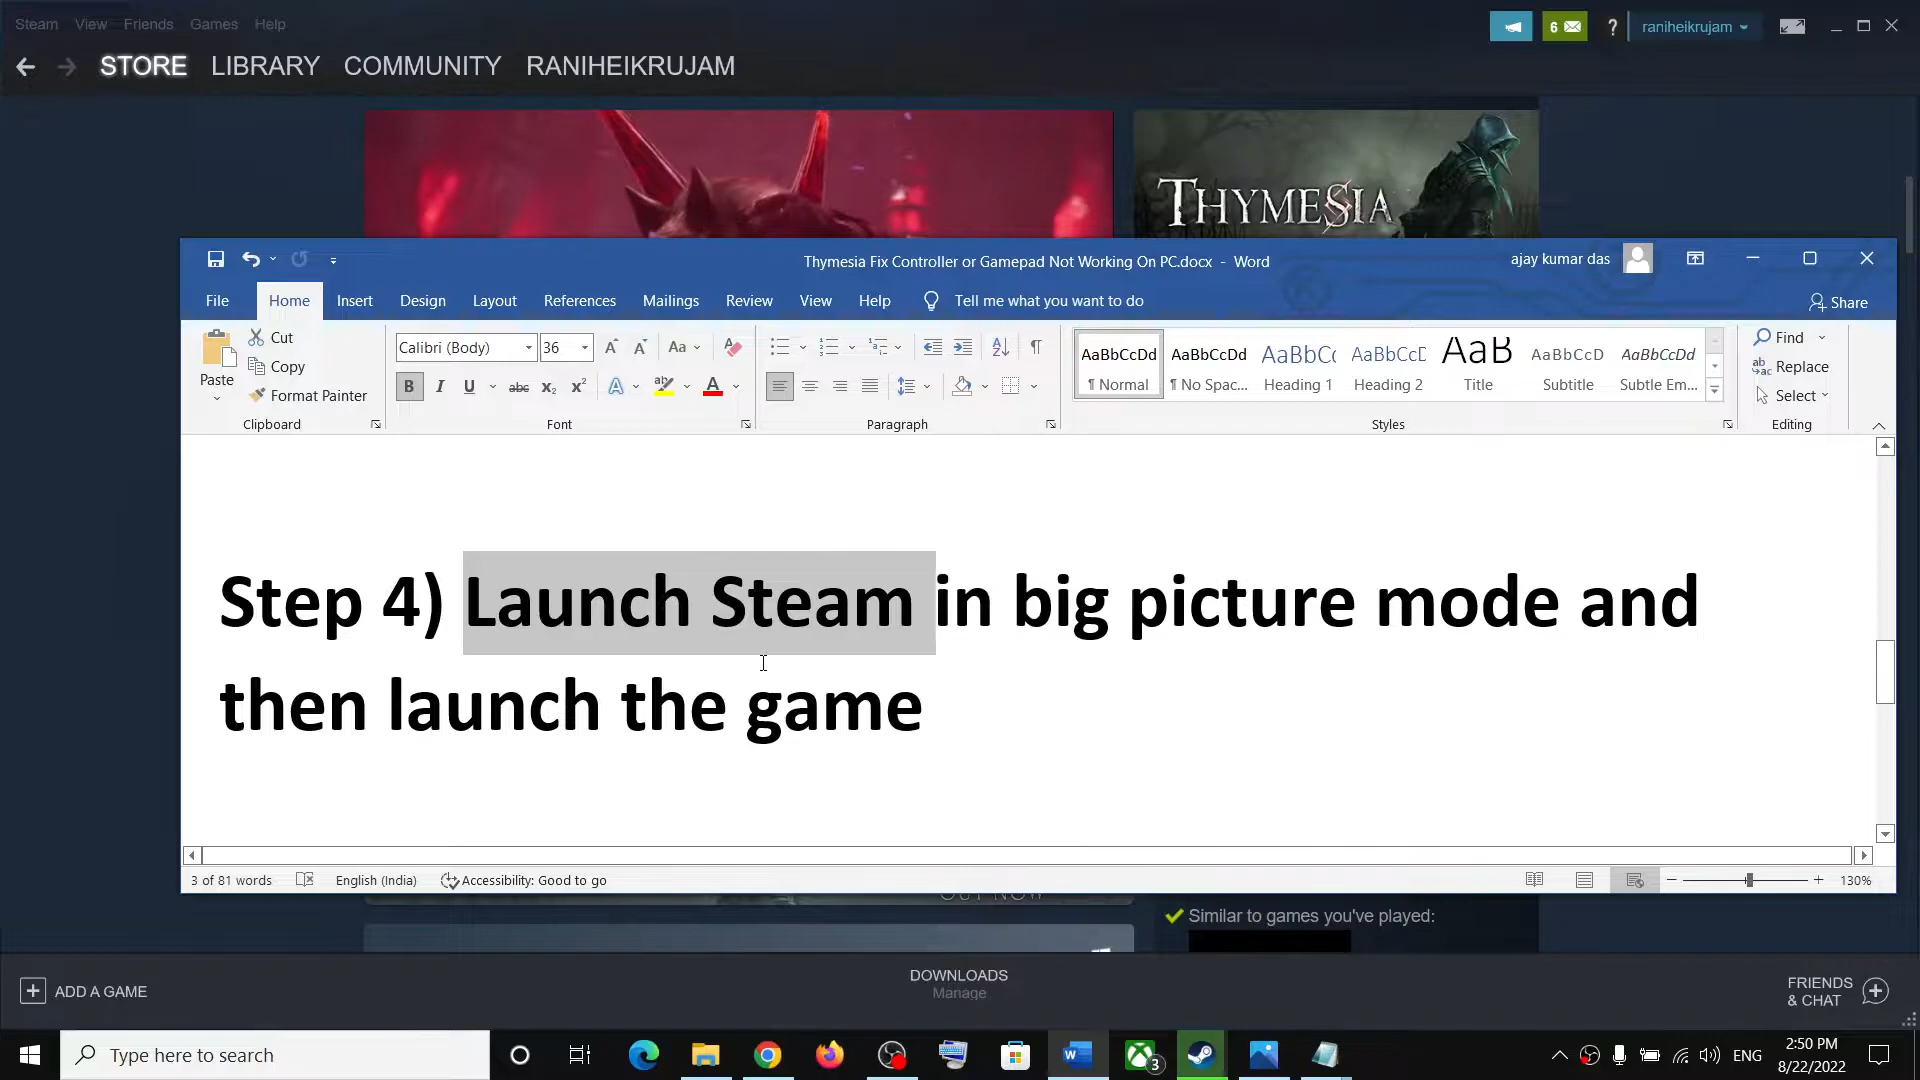 Steam View Friends Games Help
6
?
raniheikrujam
STORE LIBRARY COMMUNITY RANIHEIKRUJAM
THYMESIA
Thymesia Fix Controller or Gamepad Not Working On PC.docx - Word
ajay kumar das
File Home Insert Design Layout References Mailings Review View Help Tell me what you want to do
Share
Paste
Cut
Copy
Format Painter
Clipboard
Calibri (Body) 36
Font
Paragraph
AaBbCcDd AaBbCcDd AaBbCc AaBbCcD AaB AaBbCcD AaBbCcDd
¶ Normal ¶ No Spac... Heading 1 Heading 2 Title Subtitle Subtle Em...
Styles
Find
Replace
Select
Editing
Step 4) Launch Steam in big picture mode and
then launch the game
3 of 81 words English (India) Accessibility: Good to go
130%
OUT NOW
Similar to games you've played:
ADD A GAME
DOWNLOADS
Manage
FRIENDS
& CHAT
Type here to search
3
ENG
2:50 PM
8/22/2022